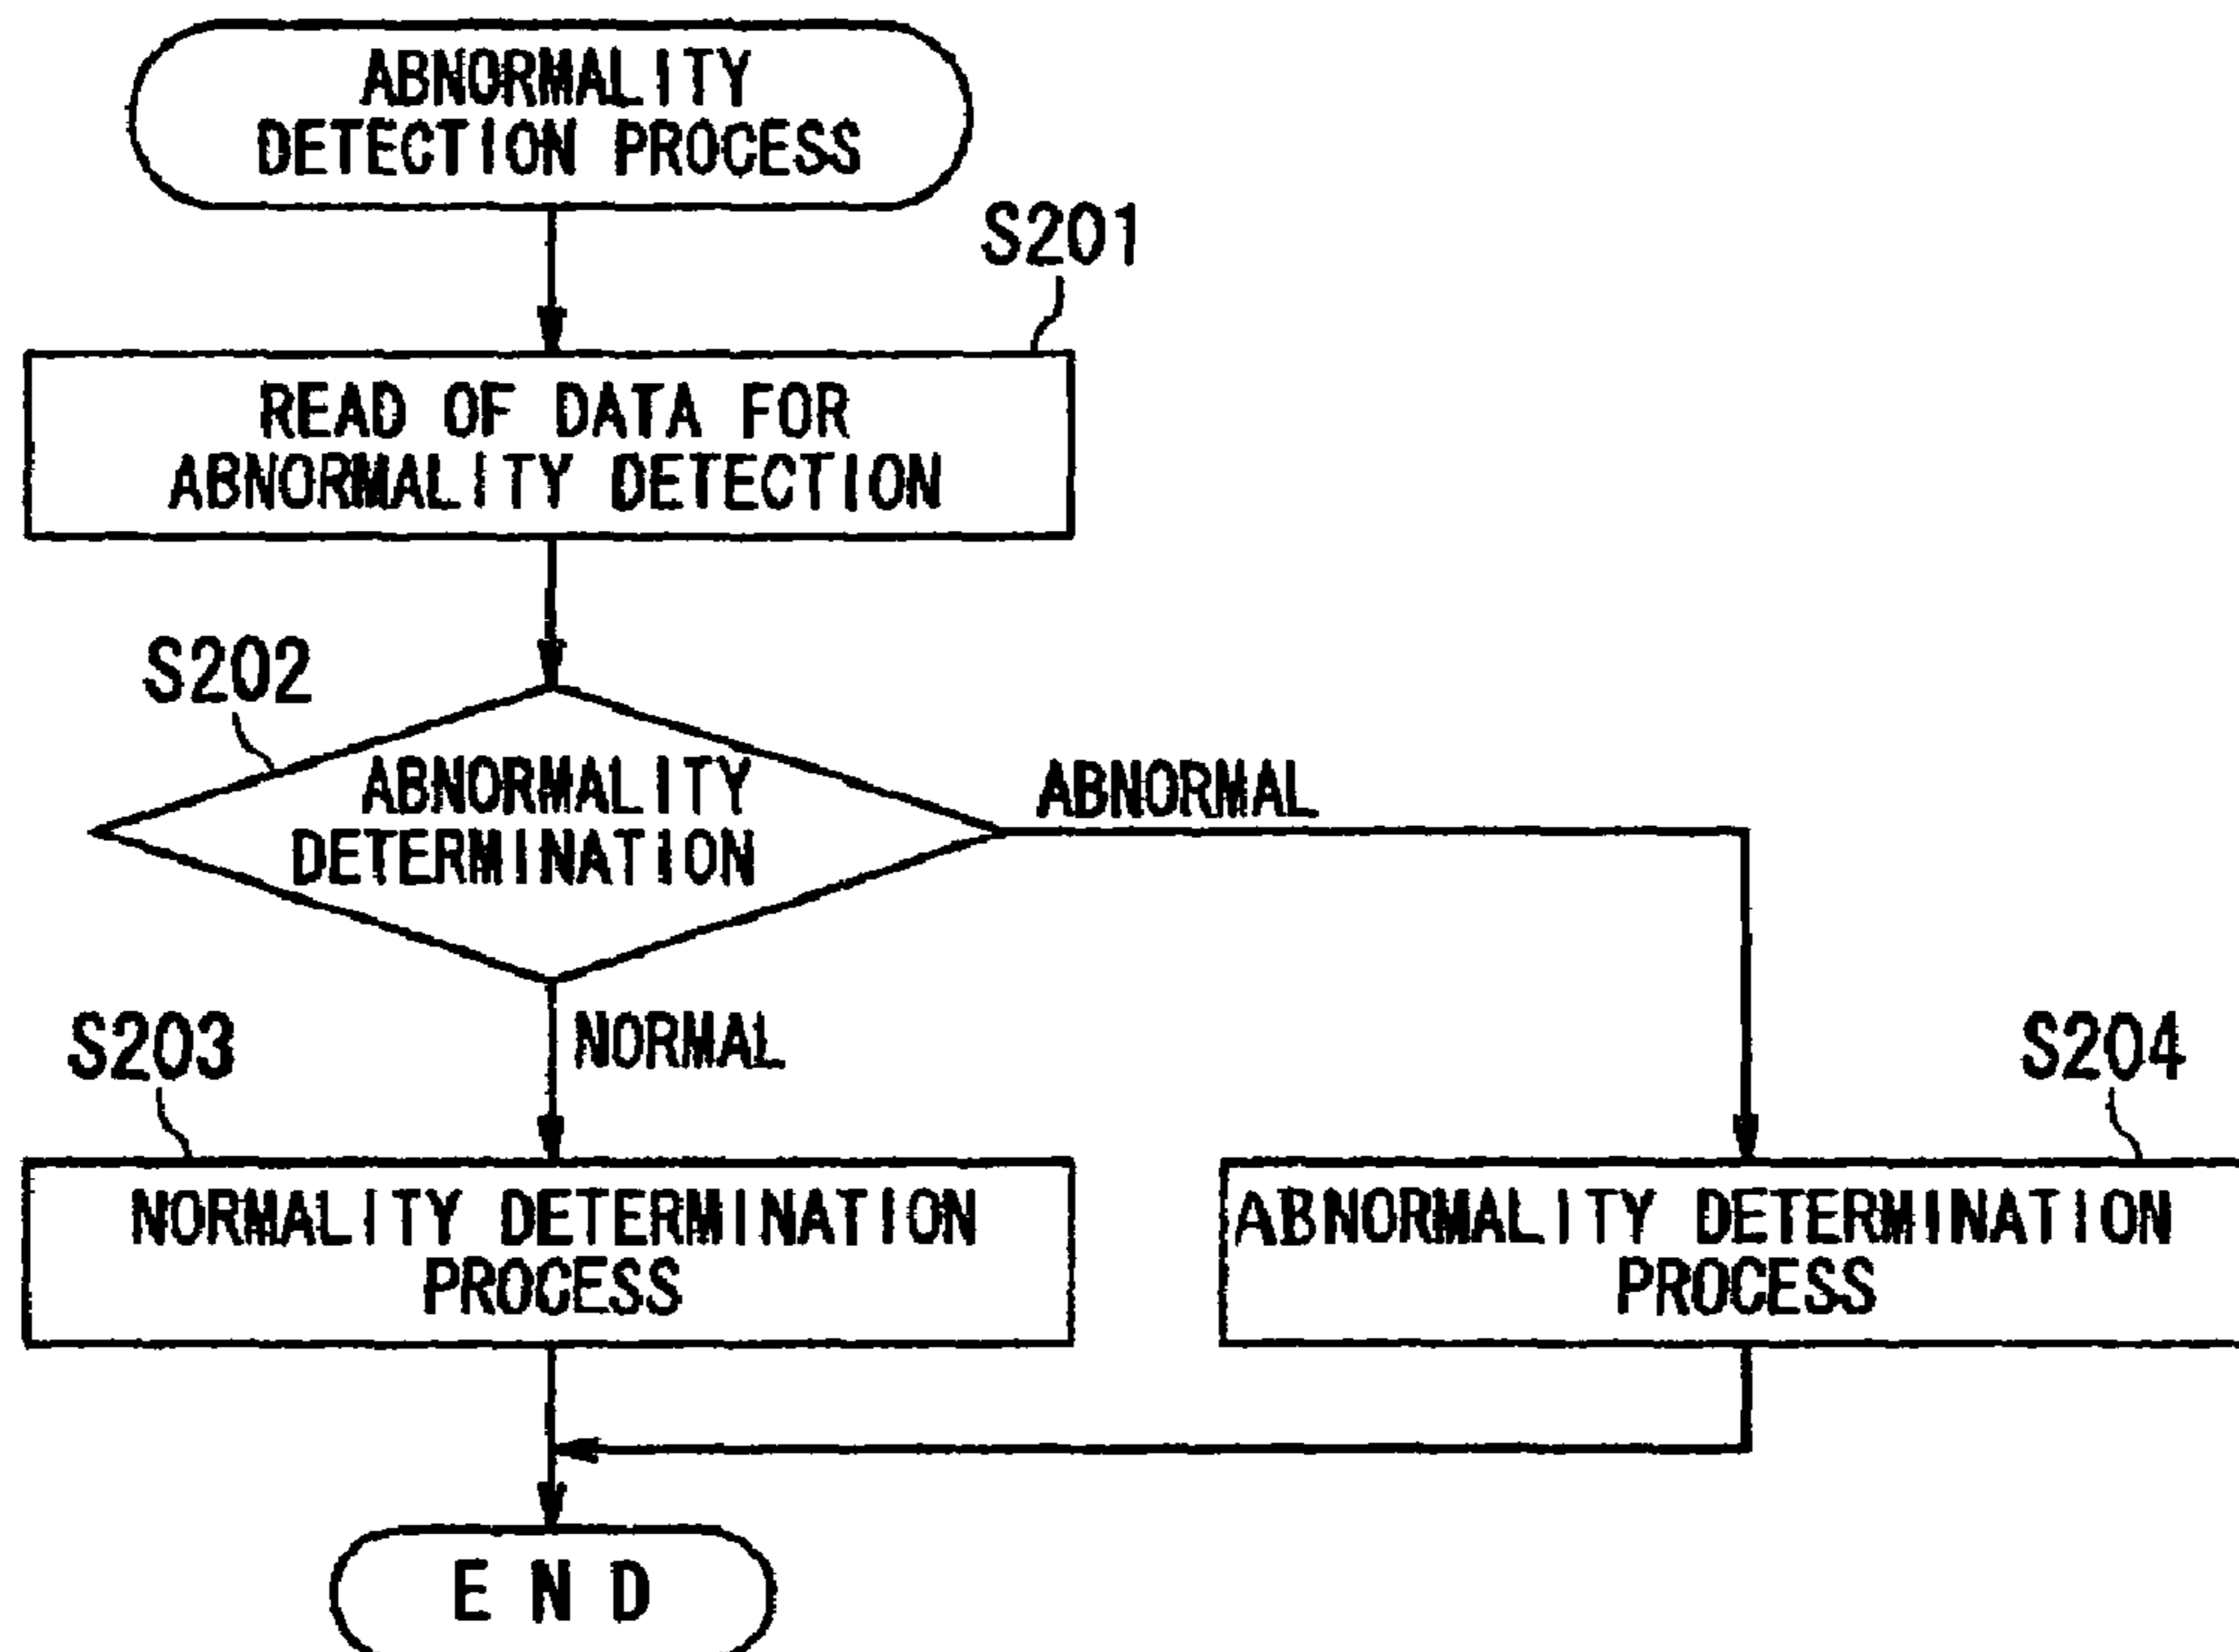 ABNORMALITY
DETECTION PROCESS
S201
READ OF DATA FOR
ABNORMALITY DETECTION
S202
ABNORMALITY
DETERMINATION
ABNORMAL
NORMAL
S203
S204
NORMALITY DETERMINATION
PROCESS
ABNORMALITY DETERMINATION
PROCESS
END